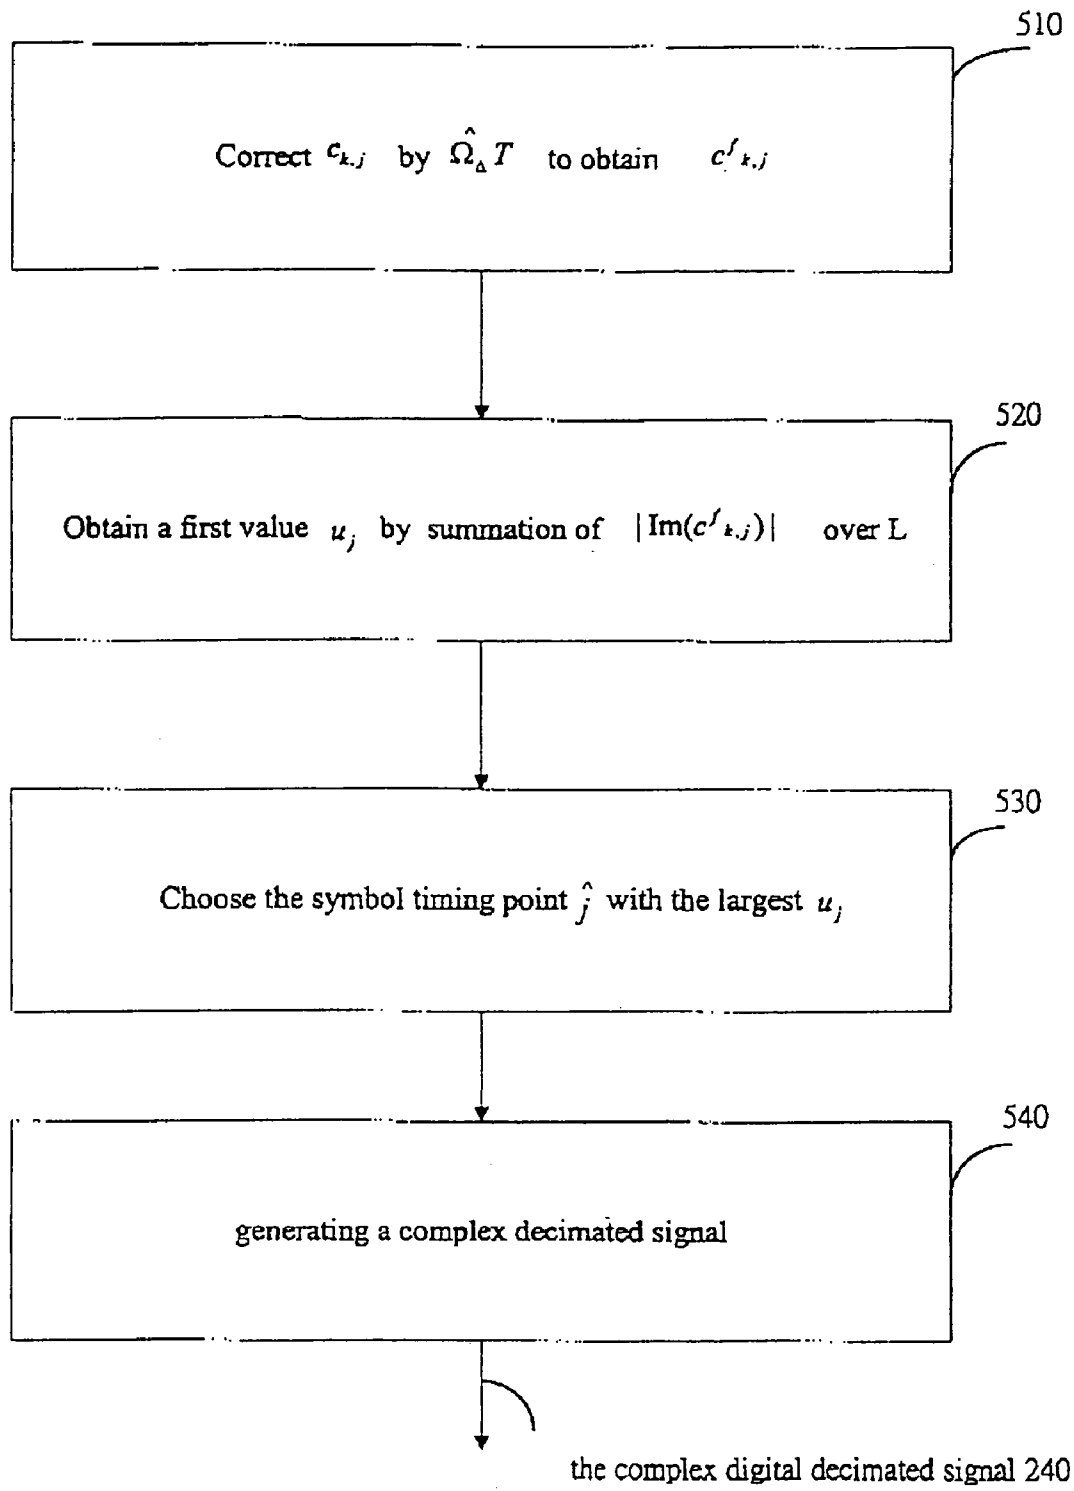 510
Correct c_{k,j} by \hat{Ω}_Δ T to obtain c^f_{k,j}
520
Obtain a first value u_j by summation of |Im(c^f_{k,j})| over L
530
Choose the symbol timing point \hat{j} with the largest u_j
540
generating a complex decimated signal
the complex digital decimated signal 240